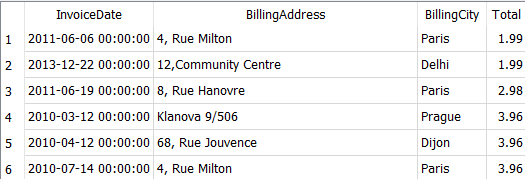 InvoiceDate BillingAddress BillingCity Total
1 2011-06-06 00:00:00 4, Rue Milton Paris 1.99
2 2013-12-22 00:00:00 12,Community Centre Delhi 1.99
3 2011-06-19 00:00:00 8, Rue Hanovre Paris 2.98
4 2010-03-12 00:00:00 Klanova 9/506 Prague 3.96
5 2010-04-12 00:00:00 68, Rue Jouvence Dijon 3.96
6 2010-07-14 00:00:00 4, Rue Milton Paris 3.96